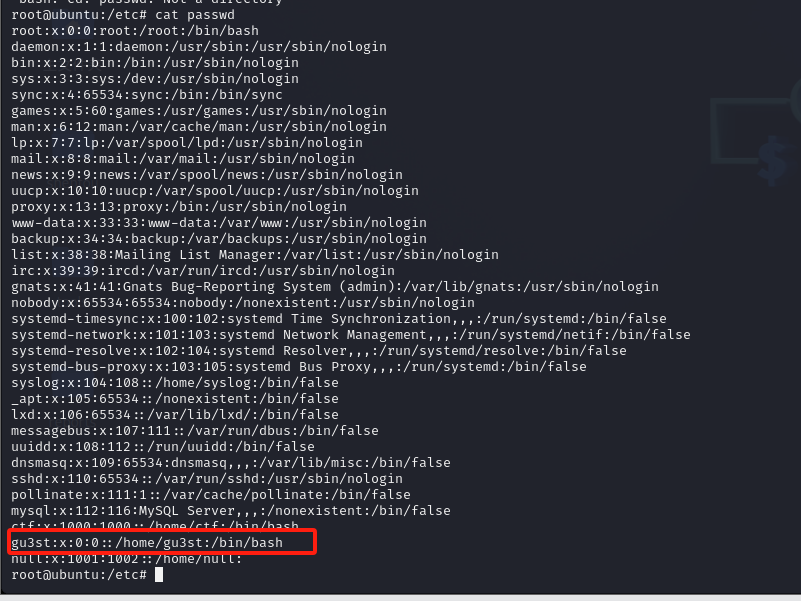 bash: cd: passwd: Not a directory
root@ubuntu:/etc# cat passwd
root:x:0:0:root:/root:/bin/bash
daemon:x:1:1:daemon:/usr/sbin:/usr/sbin/nologin
bin:x:2:2:bin:/bin:/usr/sbin/nologin
sys:x:3:3:sys:/dev:/usr/sbin/nologin
sync:x:4:65534:sync:/bin:/bin/sync
games:x:5:60:games:/usr/games:/usr/sbin/nologin
man:x:6:12:man:/var/cache/man:/usr/sbin/nologin
lp:x:7:7:lp:/var/spool/lpd:/usr/sbin/nologin
mail:x:8:8:mail:/var/mail:/usr/sbin/nologin
news:x:9:9:news:/var/spool/news:/usr/sbin/nologin
uucp:x:10:10:uucp:/var/spool/uucp:/usr/sbin/nologin
proxy:x:13:13:proxy:/bin:/usr/sbin/nologin
www-data:x:33:33:www-data:/var/www:/usr/sbin/nologin
backup:x:34:34:backup:/var/backups:/usr/sbin/nologin
list:x:38:38:Mailing List Manager:/var/list:/usr/sbin/nologin
irc:x:39:39:ircd:/var/run/ircd:/usr/sbin/nologin
gnats:x:41:41:Gnats Bug-Reporting System (admin):/var/lib/gnats:/usr/sbin/nologin
nobody:x:65534:65534:nobody:/nonexistent:/usr/sbin/nologin
systemd-timesync:x:100:102:systemd Time Synchronization,,,:/run/systemd:/bin/false
systemd-network:x:101:103:systemd Network Management,,,:/run/systemd/netif:/bin/false
systemd-resolve:x:102:104:systemd Resolver,,,:/run/systemd/resolve:/bin/false
systemd-bus-proxy:x:103:105:systemd Bus Proxy,,,:/run/systemd:/bin/false
syslog:x:104:108::/home/syslog:/bin/false
_apt:x:105:65534::/nonexistent:/bin/false
lxd:x:106:65534::/var/lib/lxd/:/bin/false
messagebus:x:107:111::/var/run/dbus:/bin/false
uuidd:x:108:112::/run/uuidd:/bin/false
dnsmasq:x:109:65534:dnsmasq,,,:/var/lib/misc:/bin/false
sshd:x:110:65534::/var/run/sshd:/usr/sbin/nologin
pollinate:x:111:1::/var/cache/pollinate:/bin/false
mysql:x:112:116:MySQL Server,,,:/nonexistent:/bin/false
ctf:x:1000:1000::/home/ctf:/bin/bash
gu3st:x:0:0::/home/gu3st:/bin/bash
null:x:1001:1002::/home/null:
root@ubuntu:/etc#